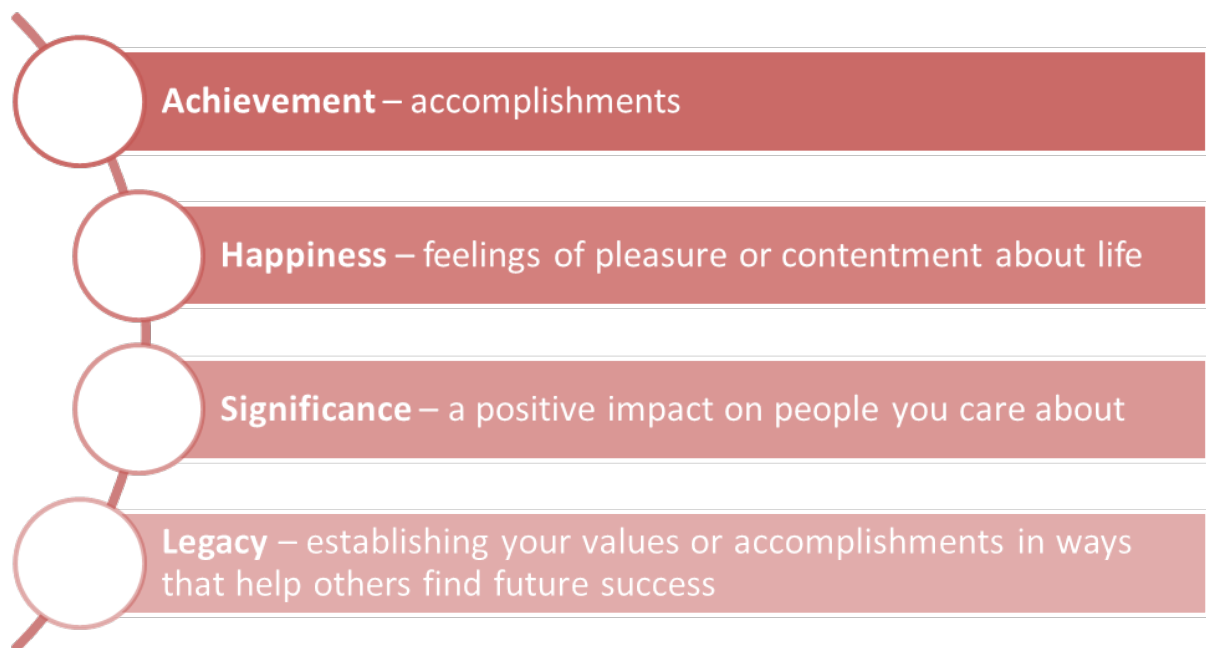 Achievement – accomplishments
Happiness – feelings of pleasure or contentment about life
Significance – a positive impact on people you care about
Legacy – establishing your values or accomplishments in ways
that help others find future success